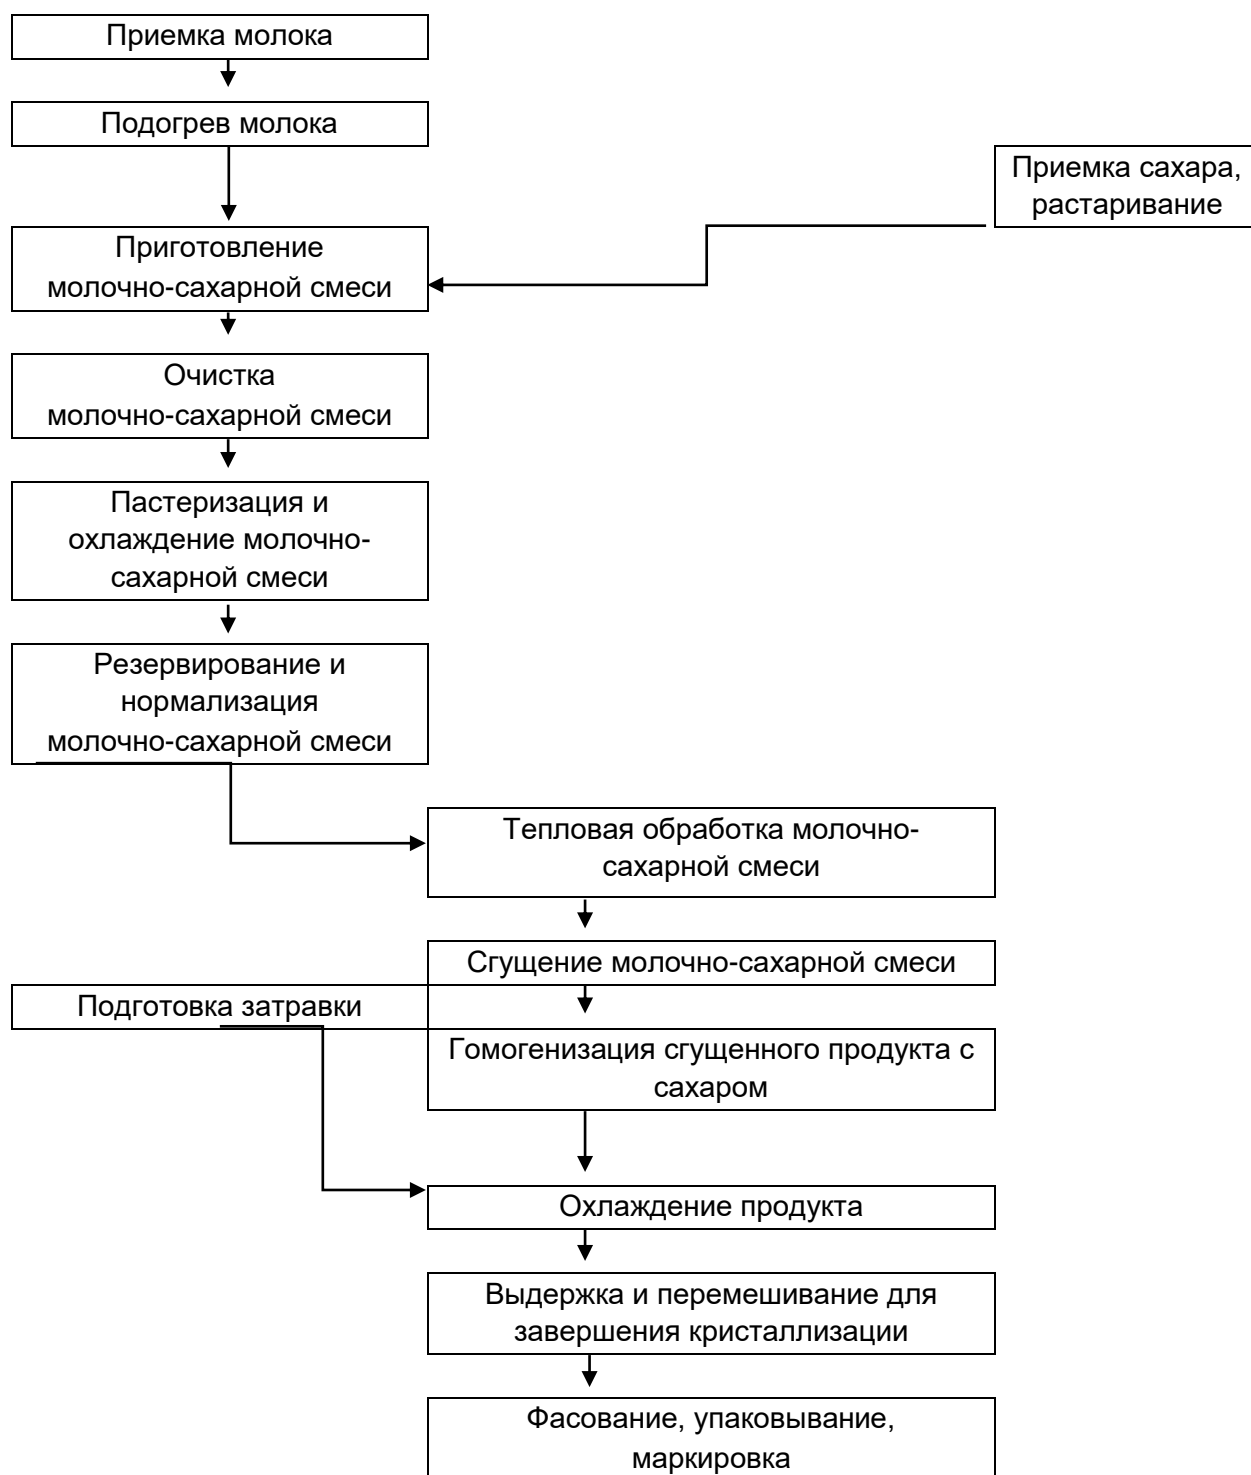 Приемка молока
Подогрев молока
Приемка сахара,
растаривание
Приготовление
молочно-сахарной смеси
Очистка
молочно-сахарной смеси
Пастеризация и
охлаждение молочно-
сахарной смеси
Резервирование и
нормализация
молочно-сахарной смеси
Тепловая обработка молочно-
сахарной смеси
Сгущение молочно-сахарной смеси
Подготовка затравки
Гомогенизация сгущенного продукта с
сахаром
Охлаждение продукта
Выдержка и перемешивание для
завершения кристаллизации
Фасование, упаковывание,
маркировка